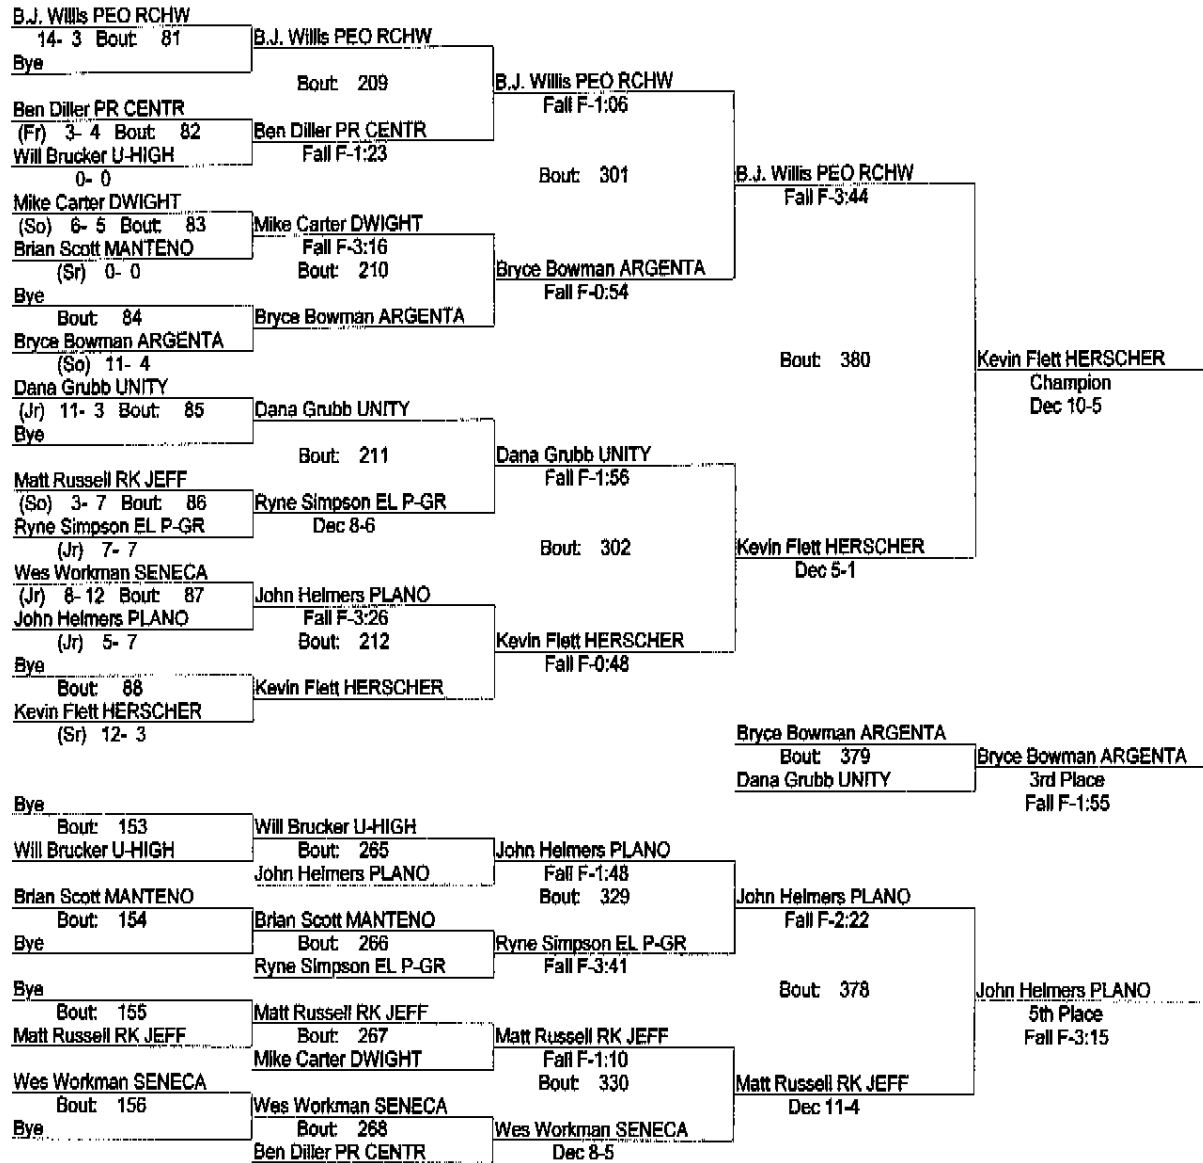 B.J. Willis PEO RCHW
14- 3 Bout: 81
Bye
B.J. Willis PEO RCHW
Bout: 209
Ben Diller PR CENTR
(Fr) 3- 4 Bout: 82
Will Brucker U-HIGH
0- 0
Ben Diller PR CENTR
Fall F-1:23
B.J. Willis PEO RCHW
Fall F-1:06
Bout: 301
Mike Carter DWIGHT
(So) 6- 5 Bout: 83
Brian Scott MANTENO
(Sr) 0- 0
Mike Carter DWIGHT
Fall F-3:16
Bout: 210
Bye
Bout: 84
Bryce Bowman ARGENTA
(So) 11- 4
Bryce Bowman ARGENTA
Bryce Bowman ARGENTA
Fall F-0:54
B.J. Willis PEO RCHW
Fall F-3:44
Bout: 380
Dana Grubb UNITY
(Jr) 11- 3 Bout: 85
Bye
Dana Grubb UNITY
Bout: 211
Matt Russell RK JEFF
(So) 3- 7 Bout: 86
Ryne Simpson EL P-GR
(Jr) 7- 7
Ryne Simpson EL P-GR
Dec 8-6
Dana Grubb UNITY
Fall F-1:56
Bout: 302
Wes Workman SENECA
(Jr) 8-12 Bout: 87
John Helmers PLANO
(Jr) 5- 7
John Helmers PLANO
Fall F-3:26
Bout: 212
Bye
Bout: 88
Kevin Flett HERSCHER
(Sr) 12- 3
Kevin Flett HERSCHER
Kevin Flett HERSCHER
Fall F-0:48
Kevin Flett HERSCHER
Dec 5-1
Kevin Flett HERSCHER
Champion
Dec 10-5
Bryce Bowman ARGENTA
Bout: 379
Dana Grubb UNITY
Bryce Bowman ARGENTA
3rd Place
Fall F-1:55
Bye
Bout: 153
Will Brucker U-HIGH
Will Brucker U-HIGH
Bout: 265
John Helmers PLANO
John Helmers PLANO
Fall F-1:48
Bout: 329
Brian Scott MANTENO
Bout: 154
Bye
Brian Scott MANTENO
Bout: 266
Ryne Simpson EL P-GR
Ryne Simpson EL P-GR
Fall F-3:41
John Helmers PLANO
Fall F-2:22
Bout: 378
Bye
Bout: 155
Matt Russell RK JEFF
Matt Russell RK JEFF
Bout: 267
Mike Carter DWIGHT
Matt Russell RK JEFF
Fall F-1:10
Bout: 330
Wes Workman SENECA
Bout: 156
Bye
Wes Workman SENECA
Bout: 268
Ben Diller PR CENTR
Wes Workman SENECA
Dec 8-5
Matt Russell RK JEFF
Dec 11-4
John Helmers PLANO
5th Place
Fall F-3:15